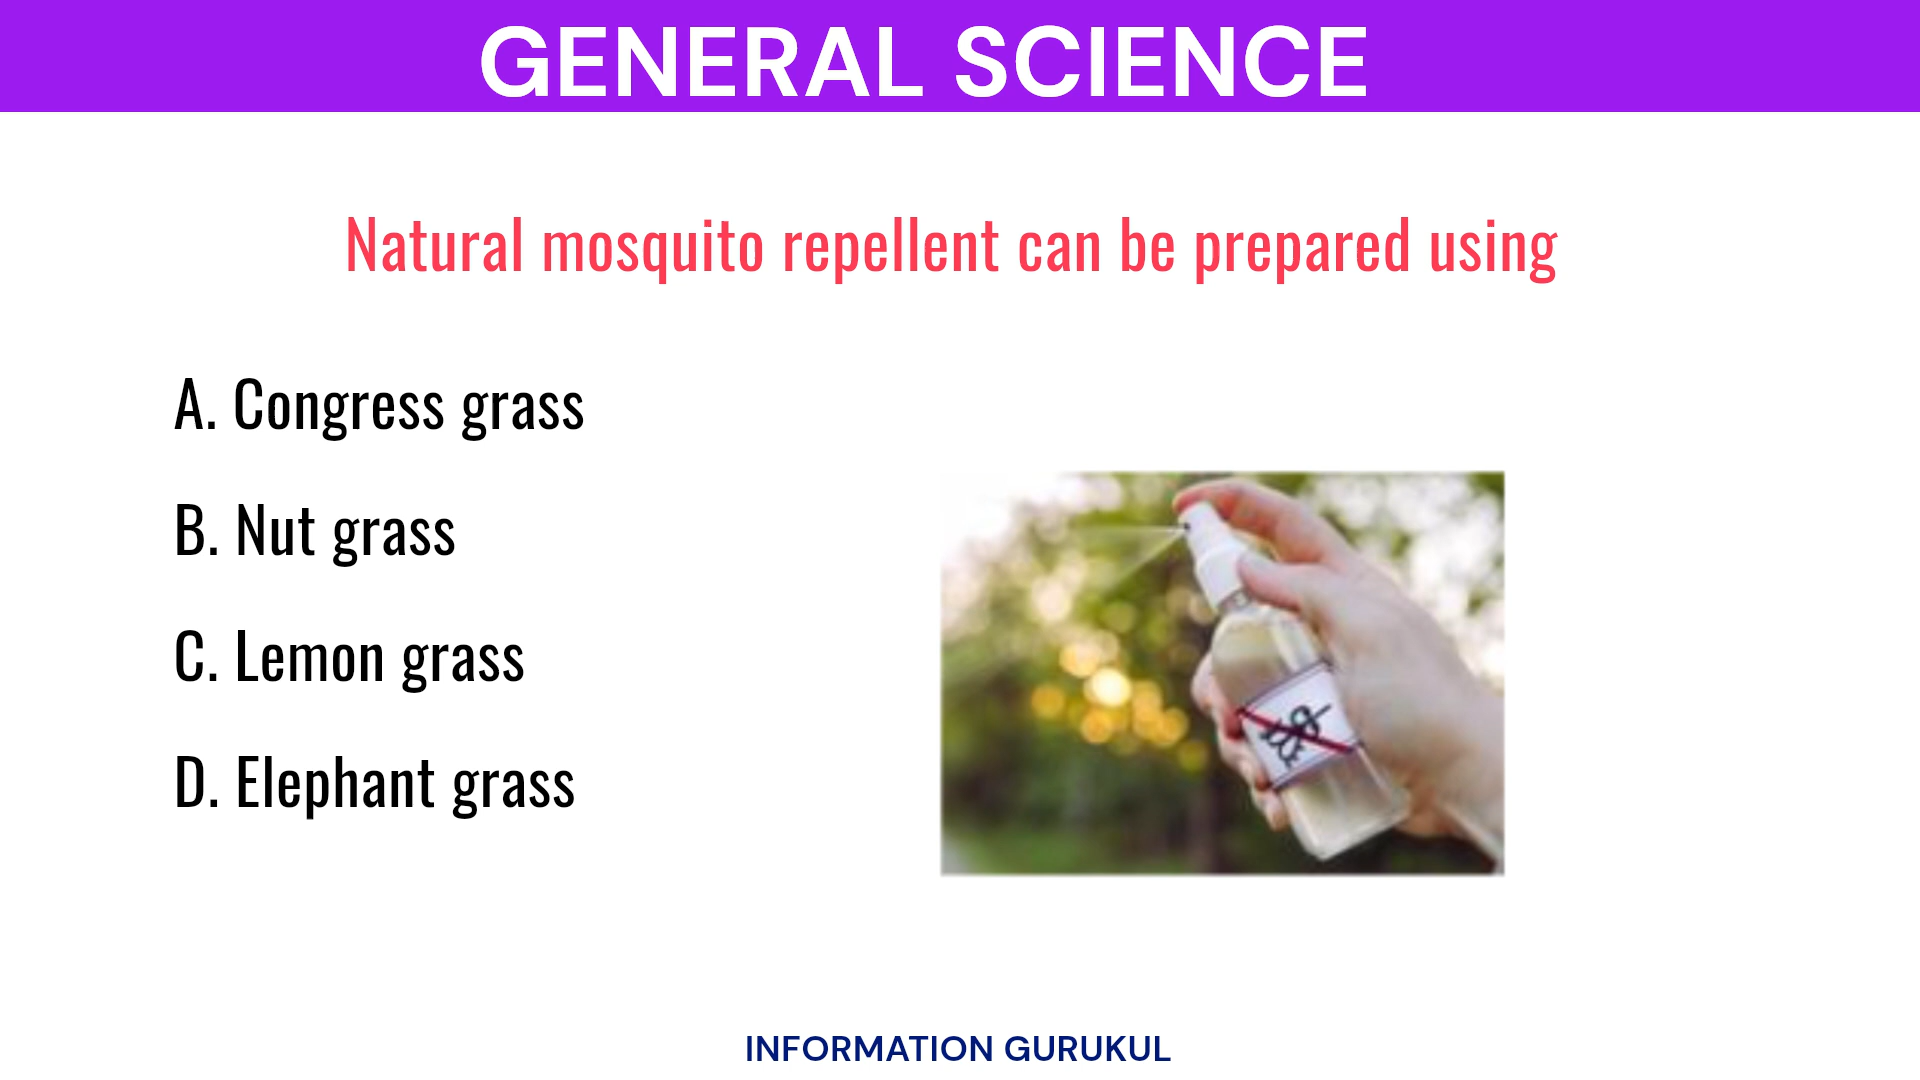 GENERAL SCIENCE
Natural mosquito repellent can be prepared using
A. Congress grass
B. Nut grass
C. Lemon grass
D. Elephant grass
INFORMATION GURUKUL